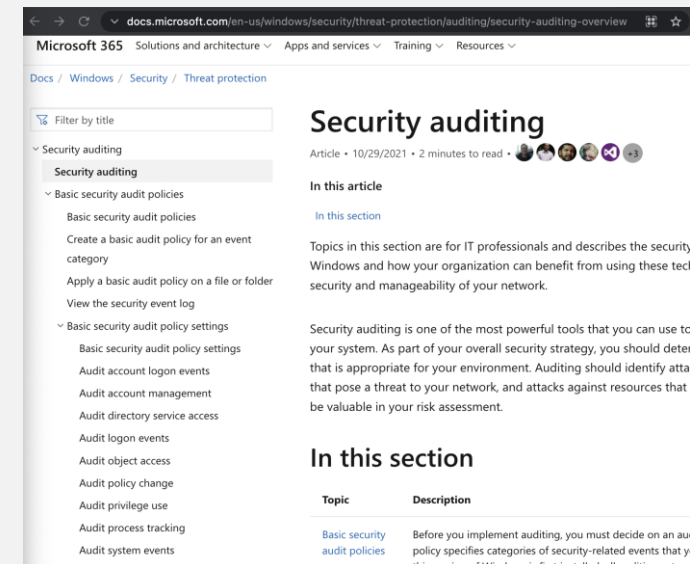 docs.microsoft.com/en-us/windows/security/threat-protection/auditing/security-auditing-overview
Microsoft 365 Solutions and architecture Apps and services Training Resources
Docs / Windows / Security / Threat protection
Filter by title
Security auditing
Security auditing
Basic security audit policies
Basic security audit policies
Create a basic audit policy for an event
category
Apply a basic audit policy on a file or folder
View the security event log
Basic security audit policy settings
Basic security audit policy settings
Audit account logon events
Audit account management
Audit directory service access
Audit logon events
Audit object access
Audit policy change
Audit privilege use
Audit process tracking
Audit system events
Security auditing
Article • 10/29/2021 • 2 minutes to read • +3
In this article
In this section
Topics in this section are for IT professionals and describes the security
Windows and how your organization can benefit from using these tech
security and manageability of your network.
Security auditing is one of the most powerful tools that you can use to
your system. As part of your overall security strategy, you should deter
that is appropriate for your environment. Auditing should identify atta
that pose a threat to your network, and attacks against resources that
be valuable in your risk assessment.
In this section
Topic Description
Basic security Before you implement auditing, you must decide on an au
audit policies policy specifies categories of security-related events that y